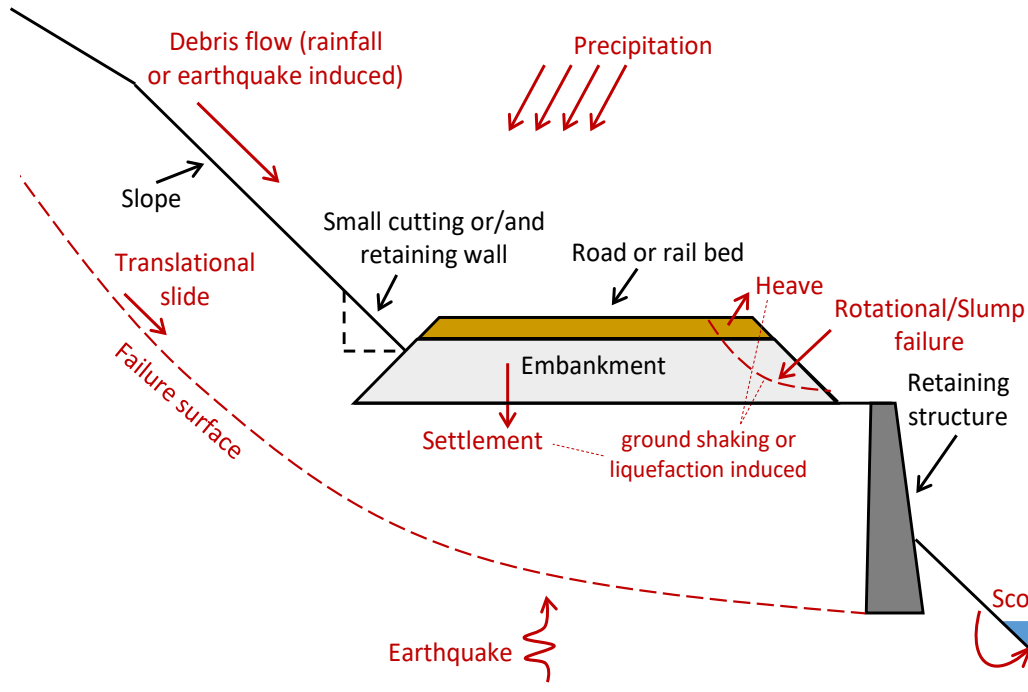 Debris flow (rainfall
or earthquake induced)
Precipitation
Slope
Small cutting or/and
retaining wall
Road or rail bed
Translational
slide
Heave
Rotational/Slump
failure
Embankment
Retaining
structure
Failure surface
Settlement
ground shaking or
liquefaction induced
Sco
Earthquake